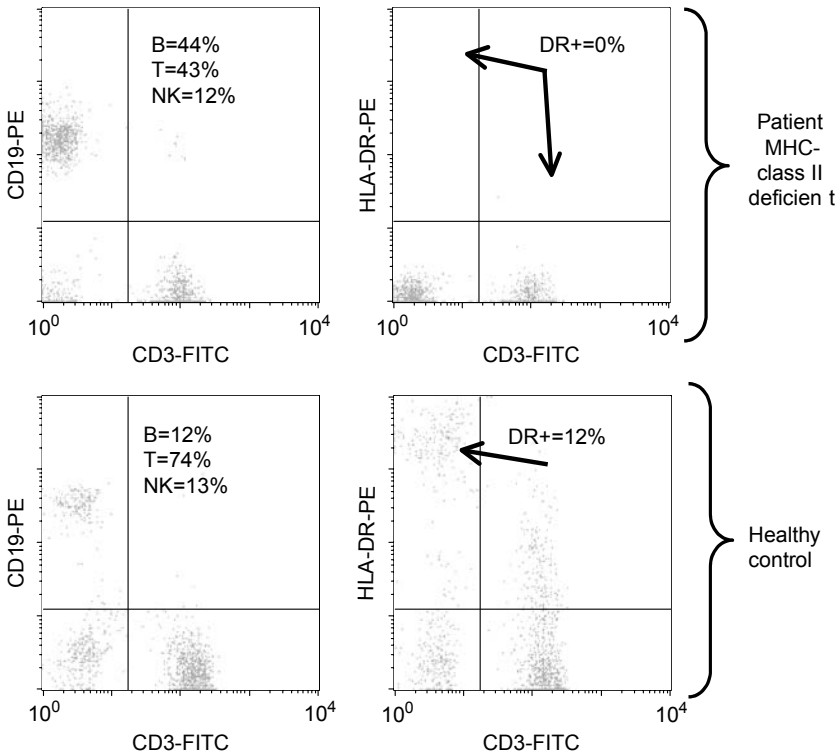 B=44%
T=43%
NK=12%
CD19-PE
10⁰
10⁴
CD3-FITC
DR+=0%
HLA-DR-PE
10⁰
10⁴
CD3-FITC
Patient
MHC-
class II
deficien t
B=12%
T=74%
NK=13%
CD19-PE
10⁰
10⁴
CD3-FITC
DR+=12%
HLA-DR-PE
10⁰
10⁴
CD3-FITC
Healthy
control